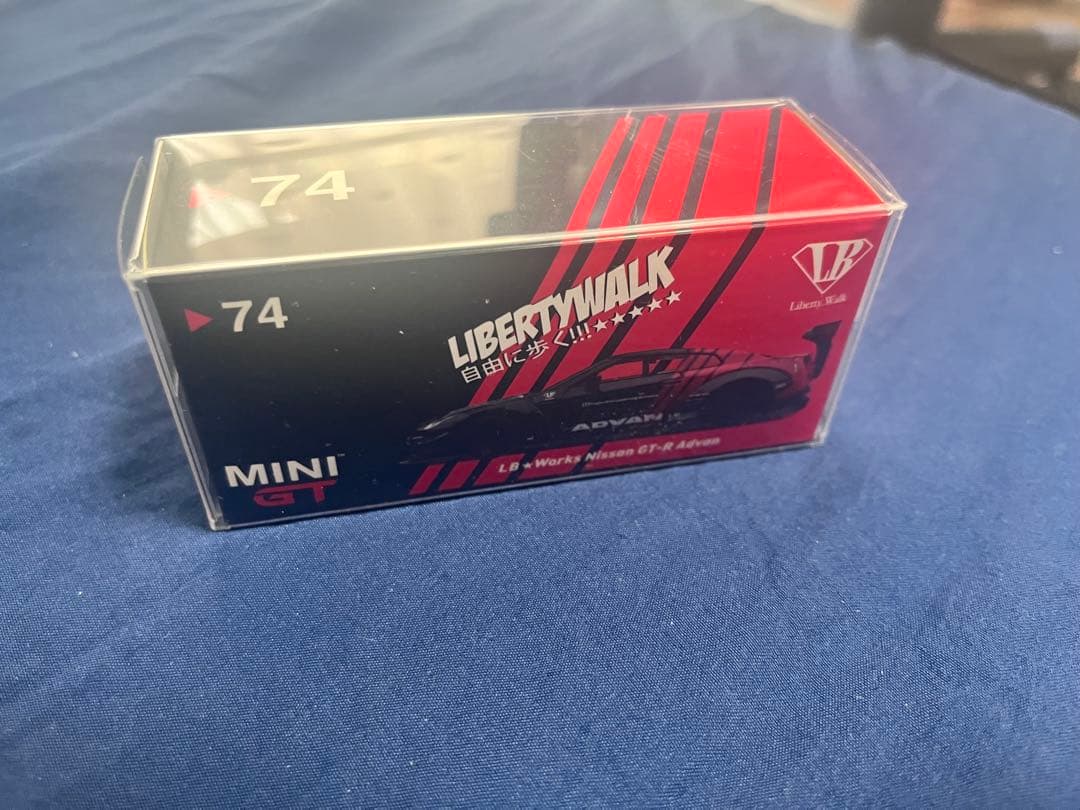 74
74
LIBERTYWALK
自由に歩く!!!★★★★★
LB
Liberty Walk
ADVAN
LB★Works Nissan GT-R Advan
MINI
GT